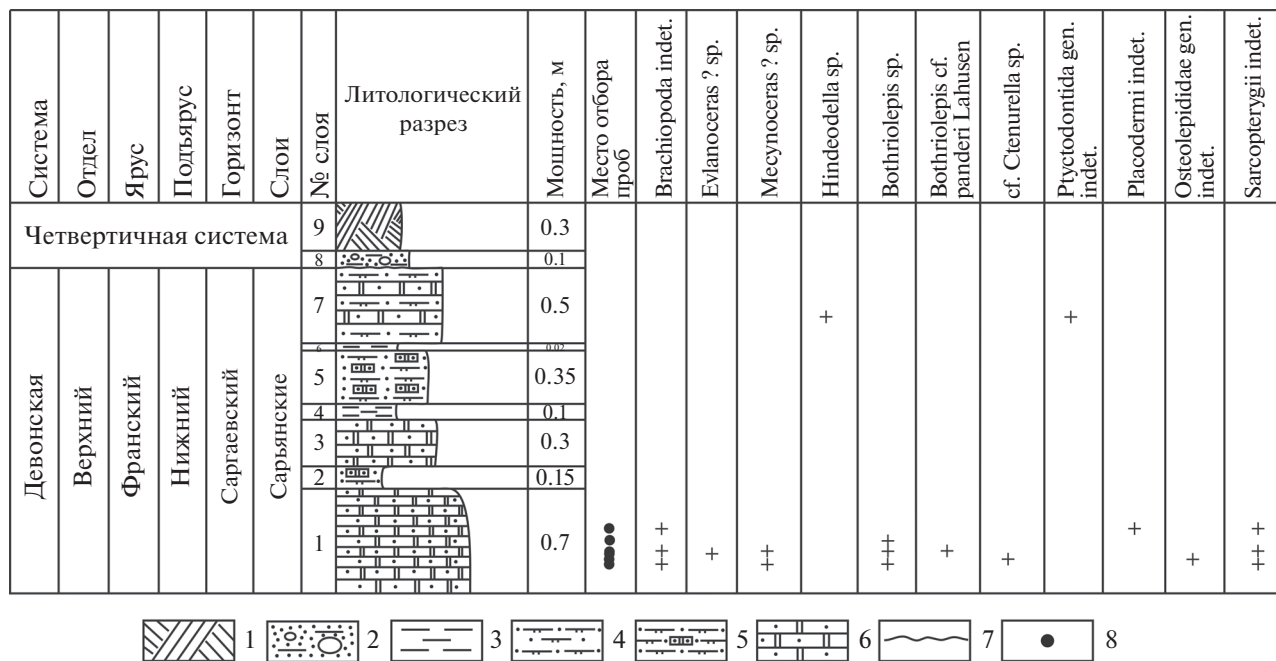 Система
Отдел
Ярус
Подъярус
Горизонт
Слои
№ слоя
Литологический
разрез
Мощность, м
Место отбора
проб
Brachiopoda indet.
Evlanoceras ? sp.
Mecynoceras ? sp.
Hindeodella sp.
Bothriolepis sp.
Bothriolepis cf.
panderi Lahusen
cf. Ctenurella sp.
Ptyctodontida gen.
indet.
Placodermi indet.
Osteolepididae gen.
indet.
Sarcopterygii indet.
Четвертичная система
9
0.3
8
0.1
Девонская
Верхний
Франский
Нижний
Саргаевский
Сарьянские
7
0.5
+
+
6
0.02
5
0.35
4
0.1
3
0.3
2
0.15
1
0.7
+ + +
+ + + + +
+ + +
+ + + +
1
2
3
4
5
6
7
8